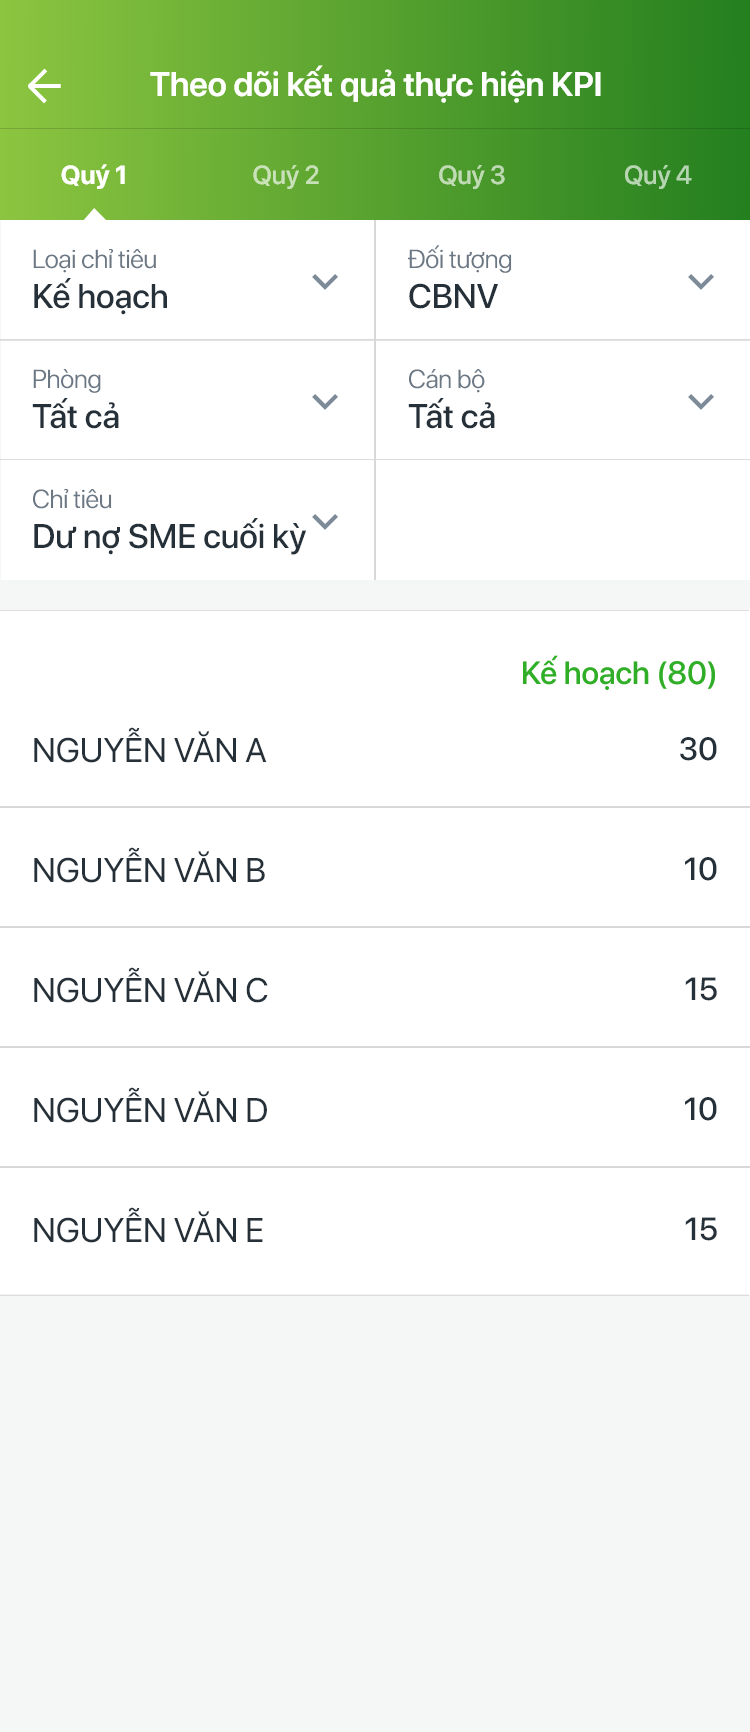 Theo dõi kết quả thực hiện KPI
Quý 1 Quý 2 Quý 3 Quý 4
Loại chỉ tiêu
Kế hoạch
Đối tượng
CBNV
Phòng
Tất cả
Cán bộ
Tất cả
Chỉ tiêu
Dư nợ SME cuối kỳ
Kế hoạch (80)
NGUYỄN VĂN A 30
NGUYỄN VĂN B 10
NGUYỄN VĂN C 15
NGUYỄN VĂN D 10
NGUYỄN VĂN E 15